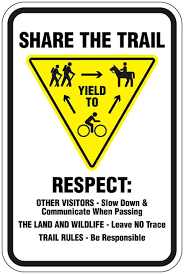 SHARE THE TRAIL
YIELD
TO
RESPECT:
OTHER VISITORS - Slow Down &
Communicate When Passing
THE LAND AND WILDLIFE - Leave NO Trace
TRAIL RULES - Be Responsible